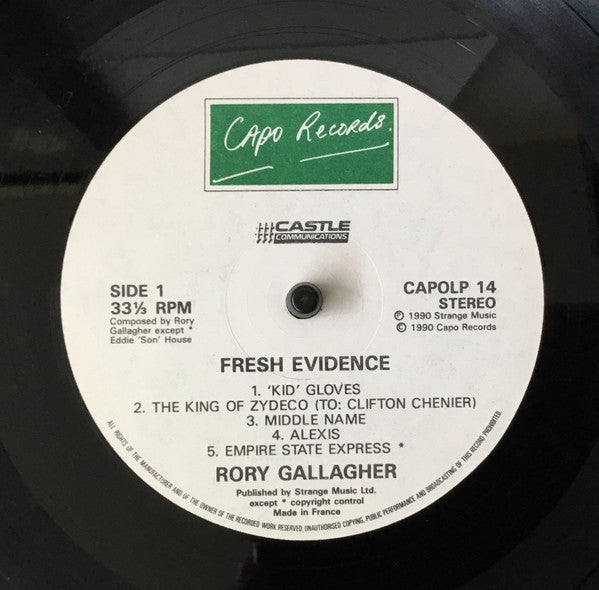 Capo Records.
CASTLE
COMMUNICATIONS
SIDE 1
33⅓ RPM
Composed by Rory
Gallagher except *
Eddie 'Son' House
CAPOLP 14
STEREO
Ⓟ 1990 Strange Music
© 1990 Capo Records
FRESH EVIDENCE
1. 'KID' GLOVES
2. THE KING OF ZYDECO (TO: CLIFTON CHENIER)
3. MIDDLE NAME
4. ALEXIS
5. EMPIRE STATE EXPRESS *
RORY GALLAGHER
Published by Strange Music Ltd.
except * copyright control
Made in France
ALL RIGHTS OF THE MANUFACTURER AND OF THE OWNER OF THE RECORDED WORK RESERVED, UNAUTHORISED COPYING, PUBLIC PERFORMANCE AND BROADCASTING OF THIS RECORD PROHIBITED.